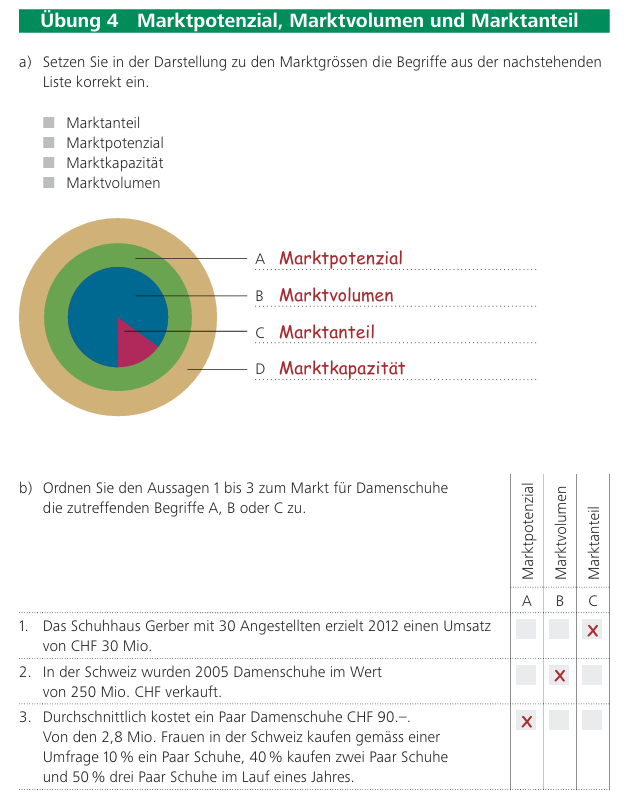 Übung 4 Marktpotenzial, Marktvolumen und Marktanteil
a) Setzen Sie in der Darstellung zu den Marktgrössen die Begriffe aus der nachstehenden
Liste korrekt ein.
Marktanteil
Marktpotenzial
Marktkapazität
Marktvolumen
A Marktpotenzial
B Marktvolumen
C Marktanteil
D Marktkapazität
b) Ordnen Sie den Aussagen 1 bis 3 zum Markt für Damenschuhe
die zutreffenden Begriffe A, B oder C zu.
Marktpotenzial
Marktvolumen
Marktanteil
A B C
1. Das Schuhhaus Gerber mit 30 Angestellten erzielt 2012 einen Umsatz
von CHF 30 Mio.
X
2. In der Schweiz wurden 2005 Damenschuhe im Wert
von 250 Mio. CHF verkauft.
X
3. Durchschnittlich kostet ein Paar Damenschuhe CHF 90.–.
Von den 2,8 Mio. Frauen in der Schweiz kaufen gemäss einer
Umfrage 10 % ein Paar Schuhe, 40 % kaufen zwei Paar Schuhe
und 50 % drei Paar Schuhe im Lauf eines Jahres.
X